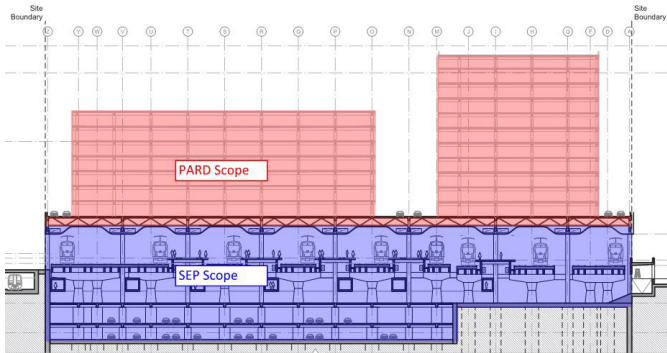 Site
Boundary
Site
Boundary
Z Y W V U T S R Q P O N M J I H G F D A
PARD Scope
SEP Scope